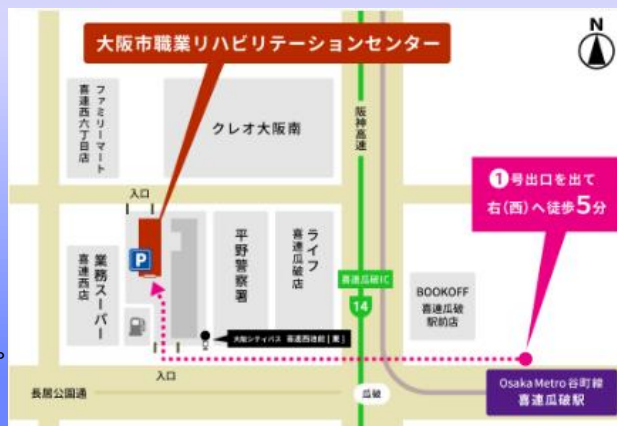 N
大阪市職業リハビリテーションセンター
ファミリーマート
喜連西六丁目店
クレオ大阪南
阪神高速
1号出口を出て
右(西)へ徒歩5分
入口
P
業務スーパー
喜連西店
平野警察署
ライフ
喜連瓜破店
喜連瓜破IC
14
BOOKOFF
喜連瓜破
駅前店
大阪シティバス 喜連西池前[東]
。
入口
長居公園通
瓜破
Osaka Metro 谷町線
喜連瓜破駅